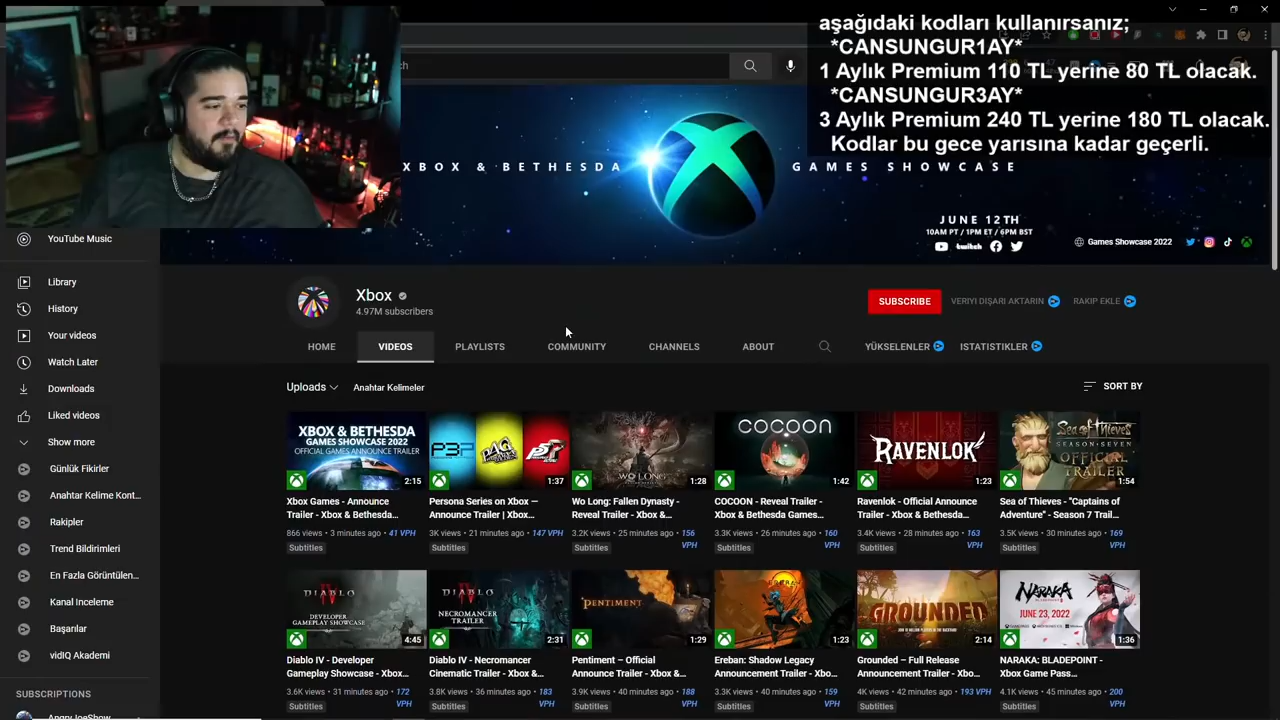 aşağıdaki kodları kullanırsanız;
*CANSUNGUR1AY*
1 Aylık Premium 110 TL yerine 80 TL olacak.
*CANSUNGUR3AY*
3 Aylık Premium 240 TL yerine 180 TL olacak.
Kodlar bu gece yarısına kadar geçerli.
XBOX & BETHESDA
GAMES SHOWCASE
JUNE 12TH
10AM PT / 1PM ET / 6PM BST
twitch
Games Showcase 2022
YouTube Music
Library
History
Your videos
Watch Later
Downloads
Liked videos
Show more
Günlük Fikirler
Anahtar Kelime Kont...
Rakipler
Trend Bildirimleri
En Fazla Görüntülen...
Kanal İnceleme
Başarılar
vidIQ Akademi
SUBSCRIPTIONS
AngryJoeShow
Xbox
4.97M subscribers
SUBSCRIBE
VERIYI DIŞARI AKTARIN
RAKIP EKLE
HOME
VIDEOS
PLAYLISTS
COMMUNITY
CHANNELS
ABOUT
YÜKSELENLER
ISTATISTIKLER
Uploads
Anahtar Kelimeler
SORT BY
XBOX & BETHESDA
GAMES SHOWCASE 2022
OFFICIAL GAMES ANNOUNCE TRAILER
2:15
Xbox Games - Announce
Trailer - Xbox & Bethesda...
866 views • 3 minutes ago • 41 VPH
Subtitles
P3P
P4G
P5R
1:37
Persona Series on Xbox —
Announce Trailer | Xbox...
3K views • 21 minutes ago • 147 VPH
Subtitles
1:28
Wo Long: Fallen Dynasty -
Reveal Trailer - Xbox &...
3.2K views • 25 minutes ago • 156
VPH
Subtitles
COCOON
1:42
COCOON - Reveal Trailer -
Xbox & Bethesda Games...
3.3K views • 26 minutes ago • 160
VPH
Subtitles
RAVENLOK
1:23
Ravenlok - Official Announce
Trailer - Xbox & Bethesda...
3.4K views • 28 minutes ago • 163
VPH
Subtitles
Sea of Thieves
SEASON SEVEN
OFFICIAL
TRAILER
1:54
Sea of Thieves - "Captains of
Adventure" - Season 7 Trail...
3.5K views • 30 minutes ago • 169
VPH
Subtitles
DIABLO IV
DEVELOPER
GAMEPLAY SHOWCASE
4:45
Diablo IV - Developer
Gameplay Showcase - Xbox...
3.6K views • 31 minutes ago • 172
VPH
Subtitles
DIABLO IV
NECROMANCER
TRAILER
2:31
Diablo IV - Necromancer
Cinematic Trailer - Xbox &...
3.8K views • 36 minutes ago • 183
VPH
Subtitles
PENTIMENT
1:29
Pentiment – Official
Announce Trailer - Xbox &...
3.9K views • 40 minutes ago • 188
VPH
Subtitles
EREBAN
1:23
Ereban: Shadow Legacy
Announcement Trailer - Xbox...
3.3K views • 40 minutes ago • 159
VPH
Subtitles
GROUNDED
2:14
Grounded – Full Release
Announcement Trailer - Xbo...
4K views • 42 minutes ago • 193 VPH
Subtitles
NARAKA
JUNE 23, 2022
1:36
NARAKA: BLADEPOINT -
Xbox Game Pass...
4.1K views • 45 minutes ago • 200
VPH
Subtitles